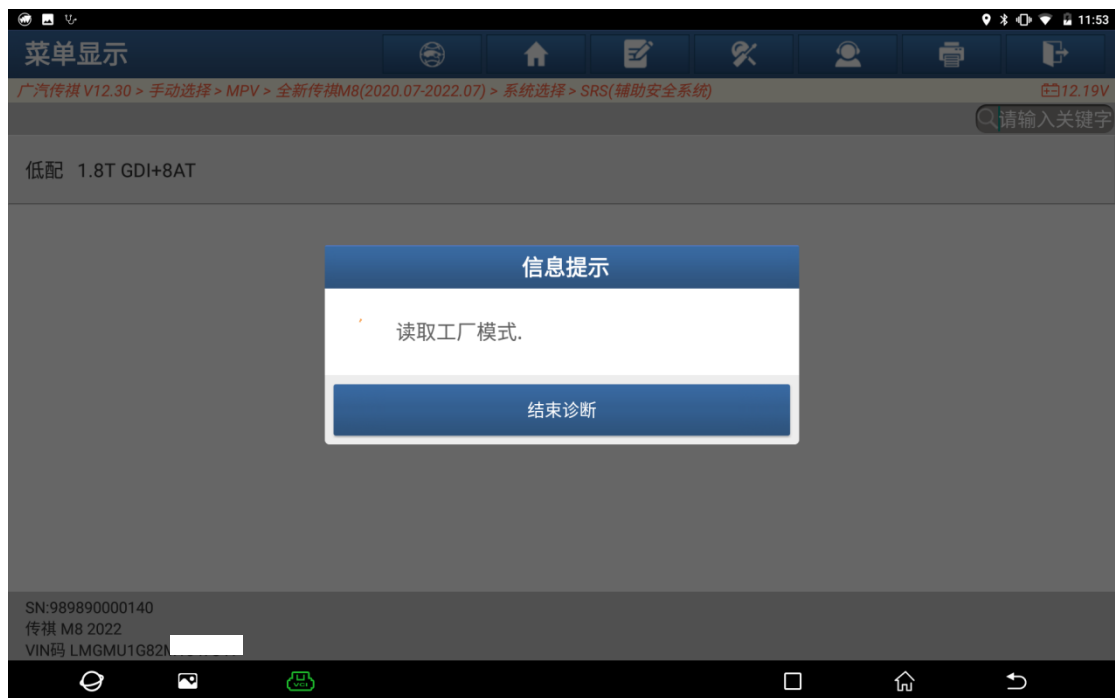 11:53
菜单显示
广汽传祺 V12.30 > 手动选择 > MPV > 全新传祺M8(2020.07-2022.07) > 系统选择 > SRS(辅助安全系统)
12.19V
请输入关键字
低配 1.8T GDI+8AT
信息提示
读取工厂模式.
结束诊断
SN:989890000140
传祺 M8 2022
VIN码 LMGMU1G82
VCI